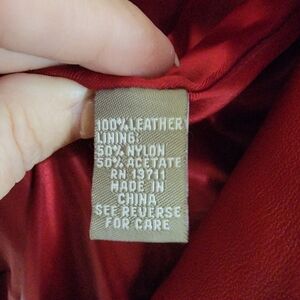 100% LEATHER
LINING:
50% NYLON
50% ACETATE
RN 13711
MADE IN
CHINA
SEE REVERSE
FOR CARE